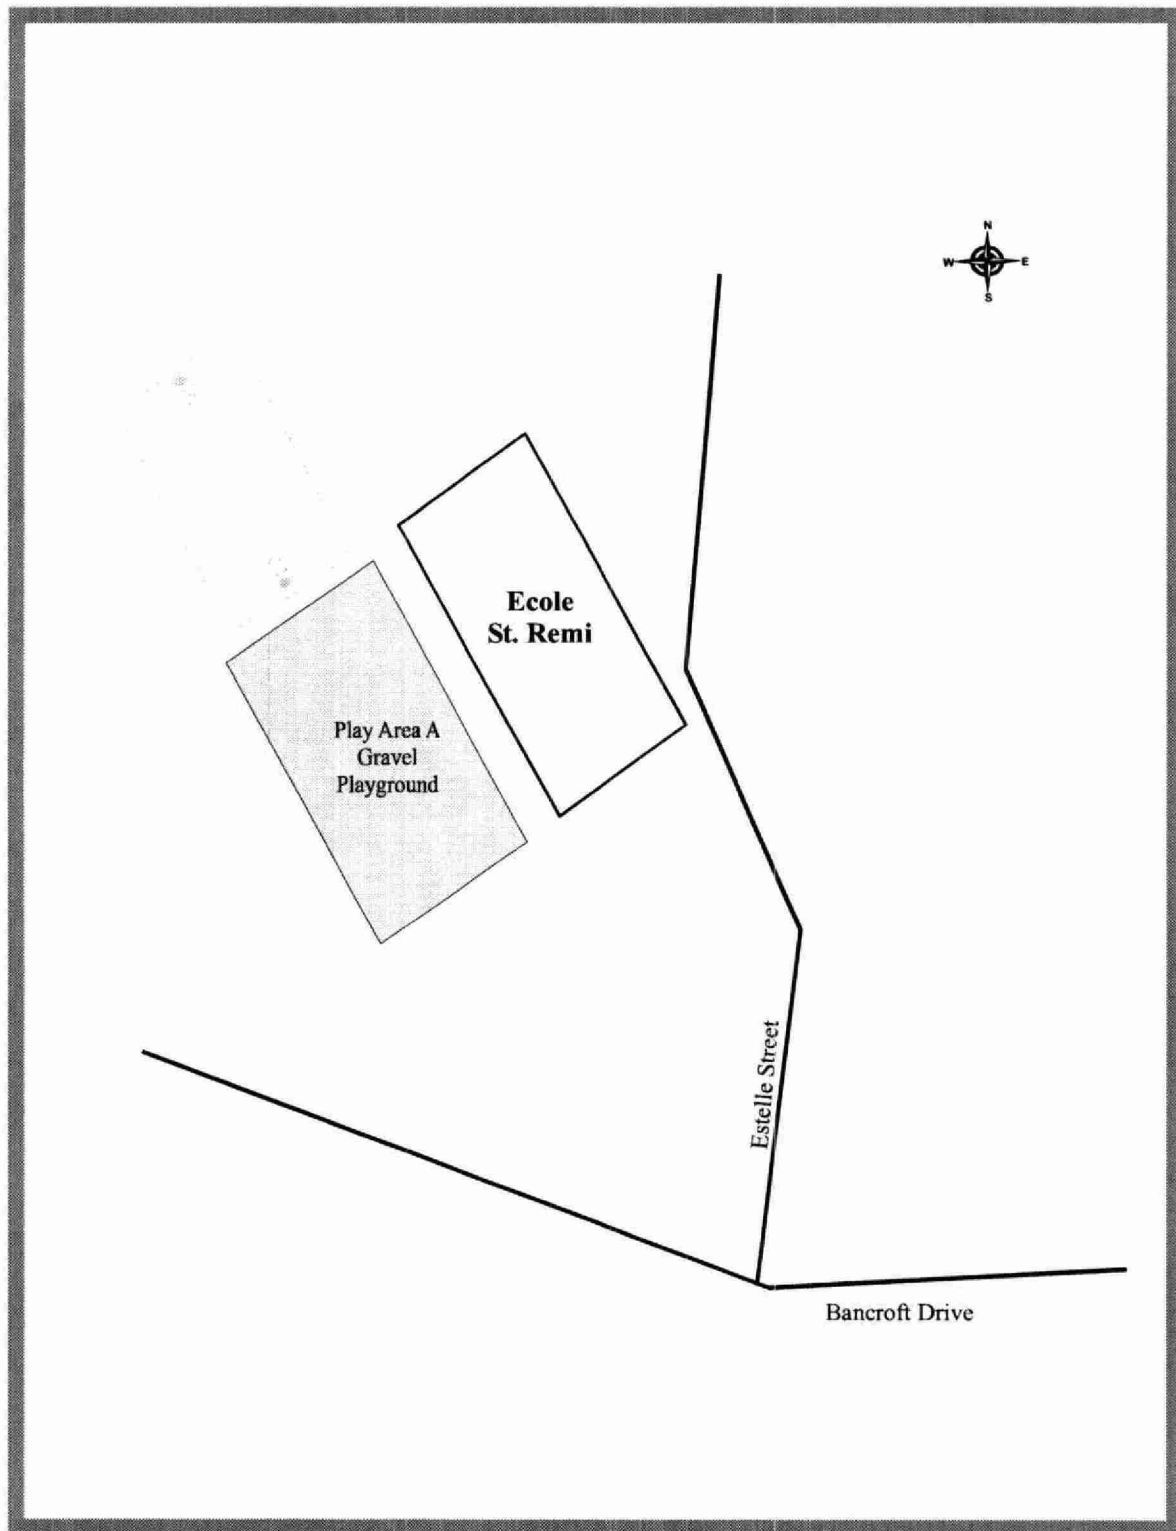 N
W E
S
Ecole
St. Remi
Play Area A
Gravel
Playground
Estelle Street
Bancroft Drive